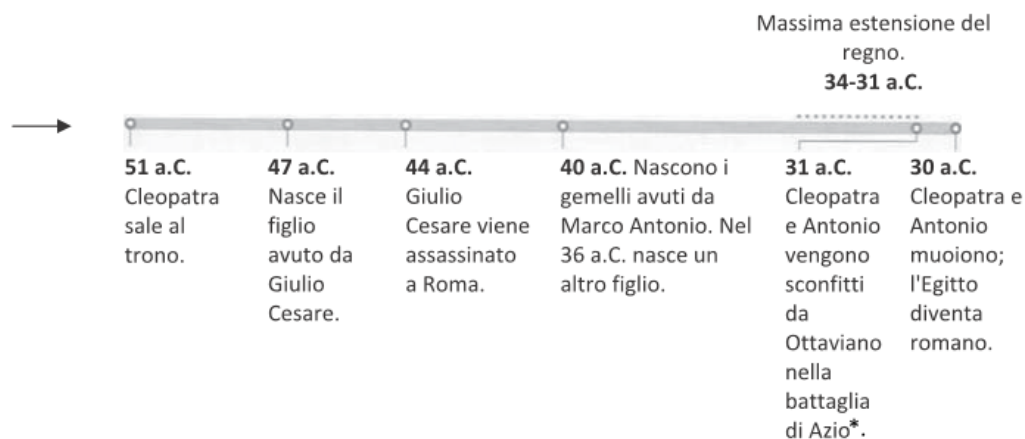 Massima estensione del
regno.
34-31 a.C.
51 a.C.
Cleopatra
sale al
trono.
47 a.C.
Nasce il
figlio
avuto da
Giulio
Cesare.
44 a.C.
Giulio
Cesare viene
assassinato
a Roma.
40 a.C. Nascono i
gemelli avuti da
Marco Antonio. Nel
36 a.C. nasce un
altro figlio.
31 a.C.
Cleopatra
e Antonio
vengono
sconfitti
da
Ottaviano
nella
battaglia
di Azio*.
30 a.C.
Cleopatra e
Antonio
muoiono;
l'Egitto
diventa
romano.